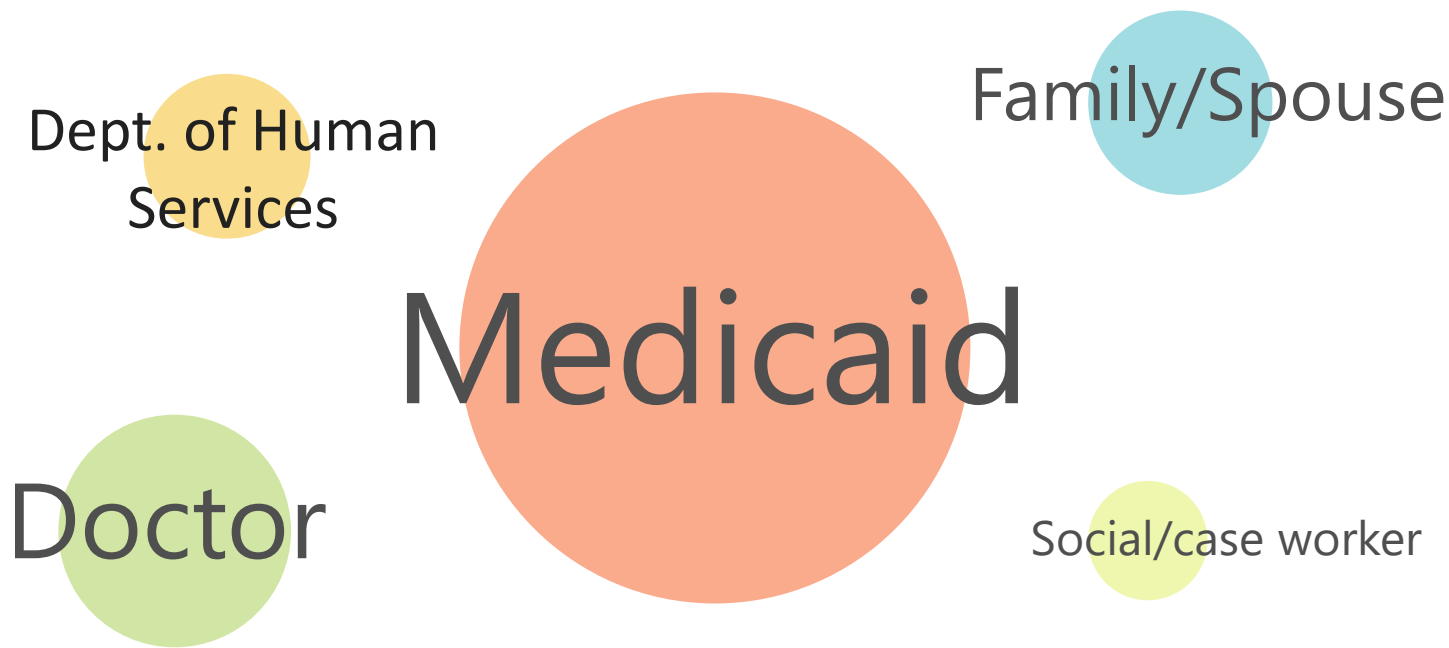 Family/Spouse
Dept. of Human
Services
Medicaid
Doctor
Social/case worker